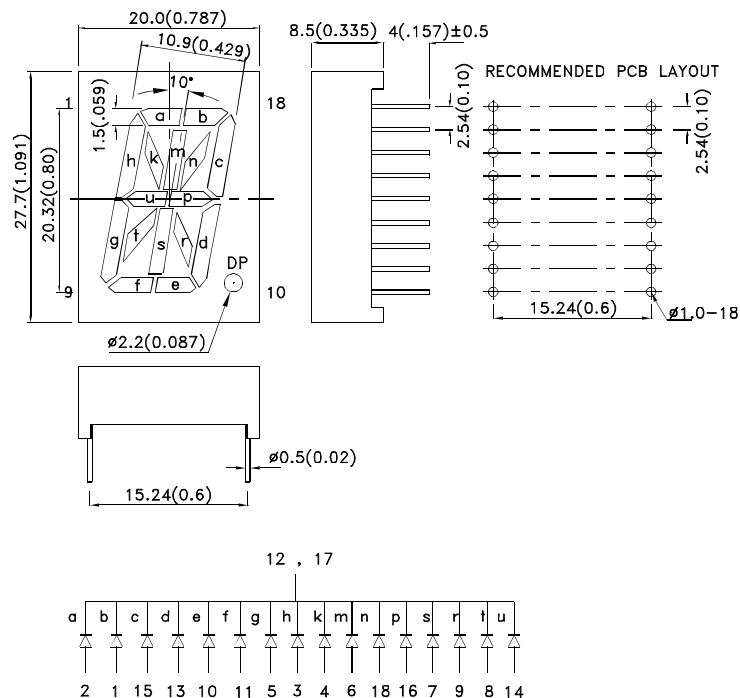 20.0(0.787)
10.9(0.429)
10°
8.5(0.335)
4(.157)±0.5
RECOMMENDED PCB LAYOUT
2.54(0.10)
2.54(0.10)
1
18
1.5(.059)
a b
h k m n c
u p
g t s r d
f e
DP
27.7(1.091)
20.32(0.80)
9
10
ø2.2(0.087)
15.24(0.6)
ø1.0-18
ø0.5(0.02)
15.24(0.6)
12 , 17
a b c d e f g h k m n p s r t u
2 1 15 13 10 11 5 3 4 6 18 16 7 9 8 14